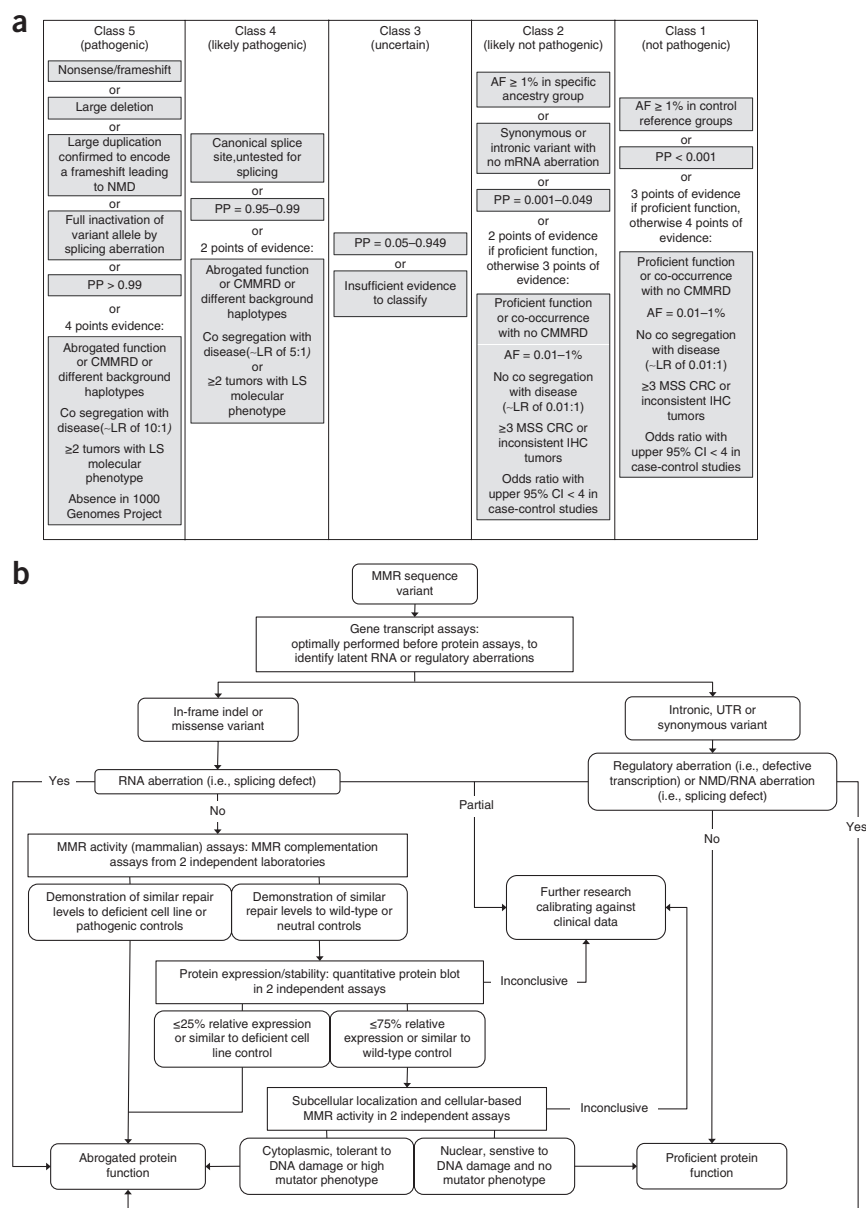 a
Class 5
(pathogenic)
Nonsense/frameshift
or
Large deletion
or
Large duplication
confirmed to encode
a frameshift leading
to NMD
or
Full inactivation of
variant allele by
splicing aberration
or
PP > 0.99
or
4 points evidence:
Abrogated function
or CMMRD or
different background
haplotypes
Co segregation with
disease(~LR of 10:1)
≥2 tumors with LS
molecular
phenotype
Absence in 1000
Genomes Project
Class 4
(likely pathogenic)
Canonical splice
site,untested for
splicing
or
PP = 0.95–0.99
or
2 points of evidence:
Abrogated function
or CMMRD or
different background
haplotypes
Co segregation with
disease(~LR of 5:1)
or
≥2 tumors with LS
molecular
phenotype
Class 3
(uncertain)
PP = 0.05–0.949
or
Insufficient evidence
to classify
Class 2
(likely not pathogenic)
AF ≥ 1% in specific
ancestry group
or
Synonymous or
intronic variant with
no mRNA aberration
or
PP = 0.001–0.049
or
2 points of evidence
if proficient function,
otherwise 3 points of
evidence:
Proficient function
or co-occurrence
with no CMMRD
AF = 0.01–1%
No co segregation
with disease
(~LR of 0.01:1)
≥3 MSS CRC or
inconsistent IHC
tumors
Odds ratio with
upper 95% CI < 4 in
case-control studies
Class 1
(not pathogenic)
AF ≥ 1% in control
reference groups
or
PP < 0.001
or
3 points of evidence
if proficient function,
otherwise 4 points of
evidence:
Proficient function
or co-occurrence
with no CMMRD
AF = 0.01–1%
No co segregation
with disease
(~LR of 0.01:1)
≥3 MSS CRC or
inconsistent IHC
tumors
Odds ratio with
upper 95% CI < 4 in
case-control studies
b
MMR sequence
variant
Gene transcript assays:
optimally performed before protein assays, to
identify latent RNA or regulatory aberrations
In-frame indel or
missense variant
Intronic, UTR or
synonymous variant
Yes
RNA aberration (i.e., splicing defect)
Regulatory aberration (i.e., defective
transcription) or NMD/RNA aberration
(i.e., splicing defect)
Partial
No
No
Yes
MMR activity (mammalian) assays: MMR complementation
assays from 2 independent laboratories
Demonstration of similar repair
levels to deficient cell line or
pathogenic controls
Demonstration of similar
repair levels to wild-type or
neutral controls
Further research
calibrating against
clinical data
Protein expression/stability: quantitative protein blot
in 2 independent assays
Inconclusive
≤25% relative expression
or similar to deficient cell
line control
≤75% relative
expression or similar to
wild-type control
Subcellular localization and cellular-based
MMR activity in 2 independent assays
Inconclusive
Abrogated protein
function
Cytoplasmic, tolerant to
DNA damage or high
mutator phenotype
Nuclear, senstive to
DNA damage and no
mutator phenotype
Proficient protein
function